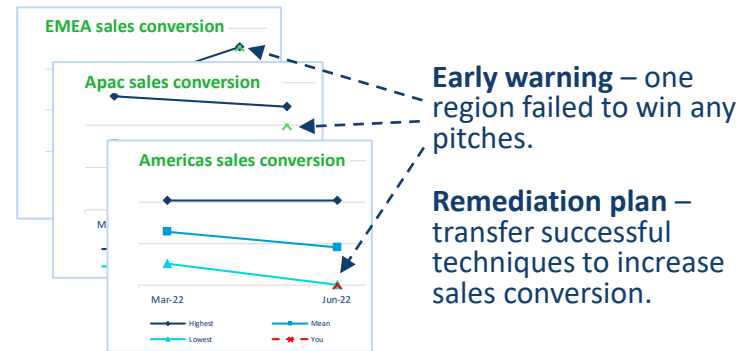 EMEA sales conversion
Apac sales conversion
M
Americas sales conversion
Mar-22 Jun-22
Highest Mean
Lowest You
Early warning – one
region failed to win any
pitches.
Remediation plan –
transfer successful
techniques to increase
sales conversion.